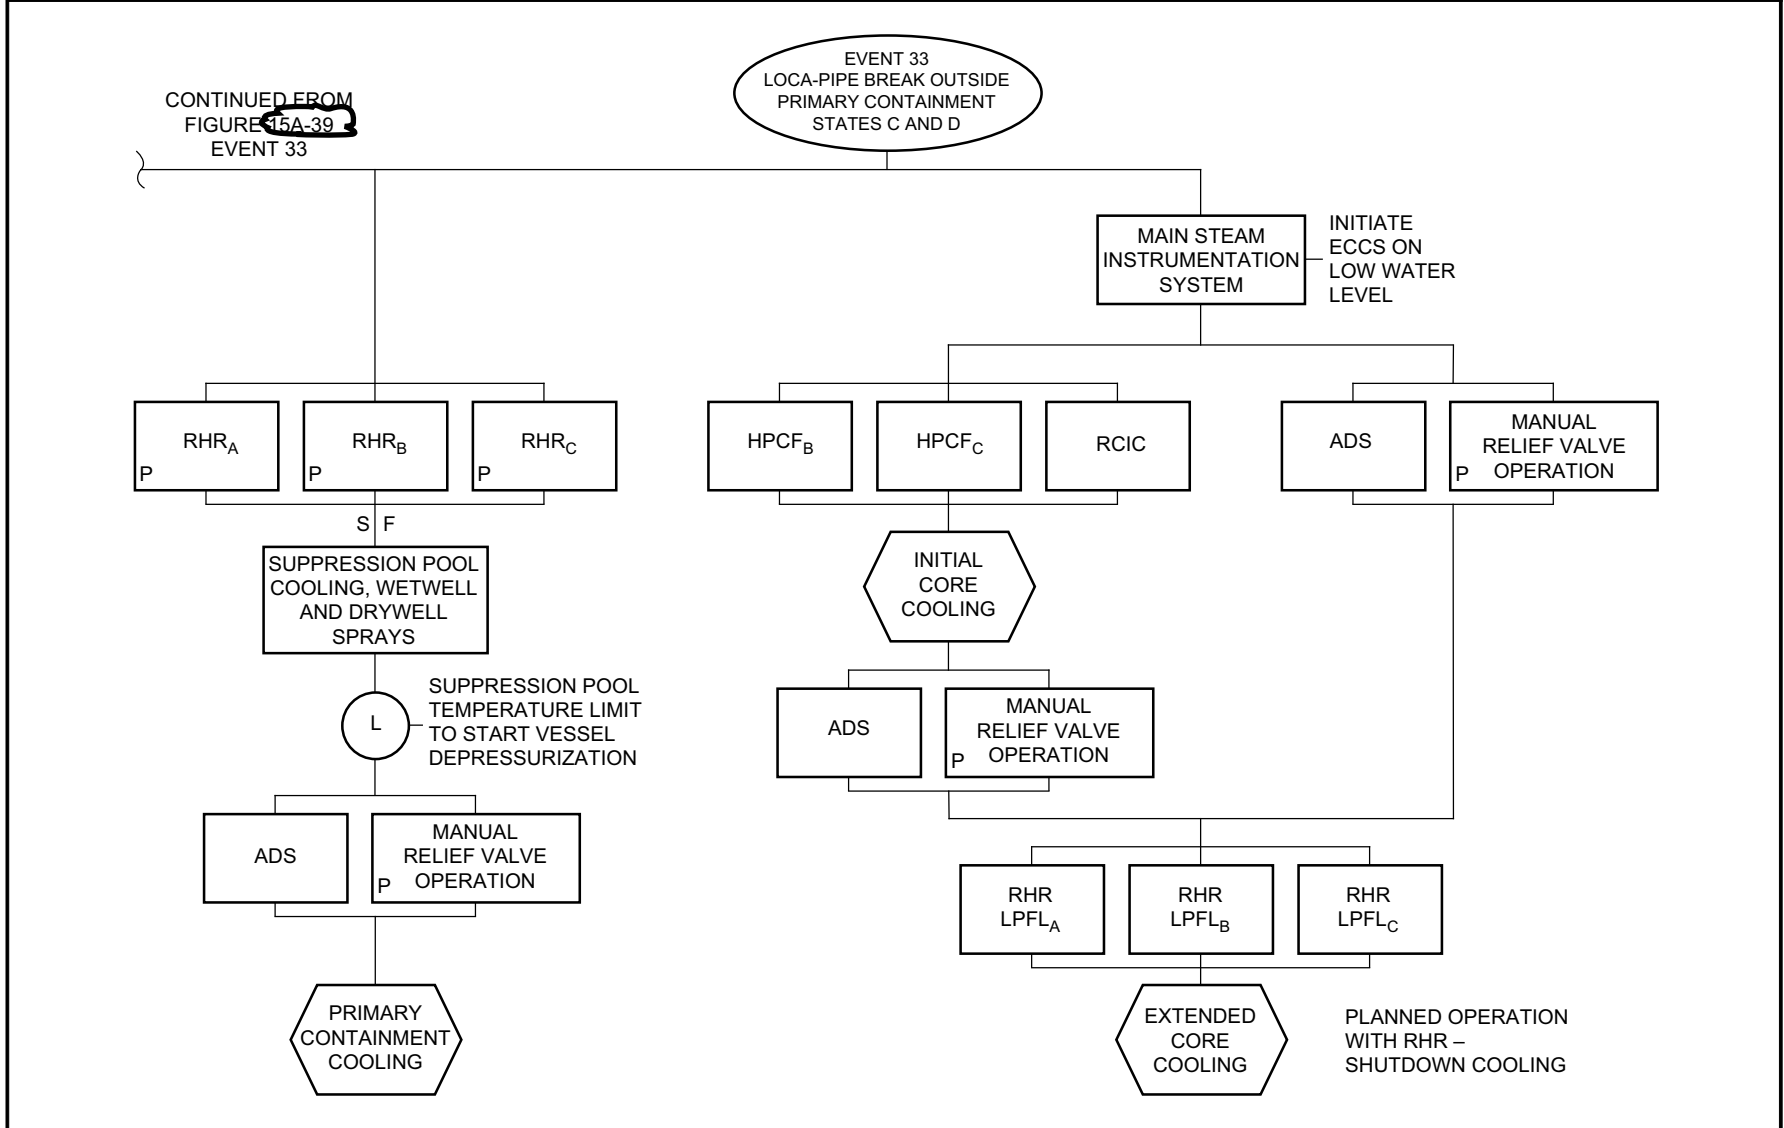 EVENT 33
LOCA-PIPE BREAK OUTSIDE
PRIMARY CONTAINMENT
STATES C AND D
CONTINUED FROM
FIGURE 15A-39
EVENT 33
MAIN STEAM
INSTRUMENTATION
SYSTEM
INITIATE
ECCS ON
LOW WATER
LEVEL
RHRA
P
RHRB
P
RHRC
P
HPCFB
HPCFC
RCIC
ADS
MANUAL
RELIEF VALVE
P OPERATION
S F
SUPPRESSION POOL
COOLING, WETWELL
AND DRYWELL
SPRAYS
INITIAL
CORE
COOLING
L
SUPPRESSION POOL
TEMPERATURE LIMIT
TO START VESSEL
DEPRESSURIZATION
ADS
MANUAL
RELIEF VALVE
P OPERATION
ADS
MANUAL
RELIEF VALVE
P OPERATION
RHR
LPFLA
RHR
LPFLB
RHR
LPFLC
PRIMARY
CONTAINMENT
COOLING
EXTENDED
CORE
COOLING
PLANNED OPERATION
WITH RHR –
SHUTDOWN COOLING